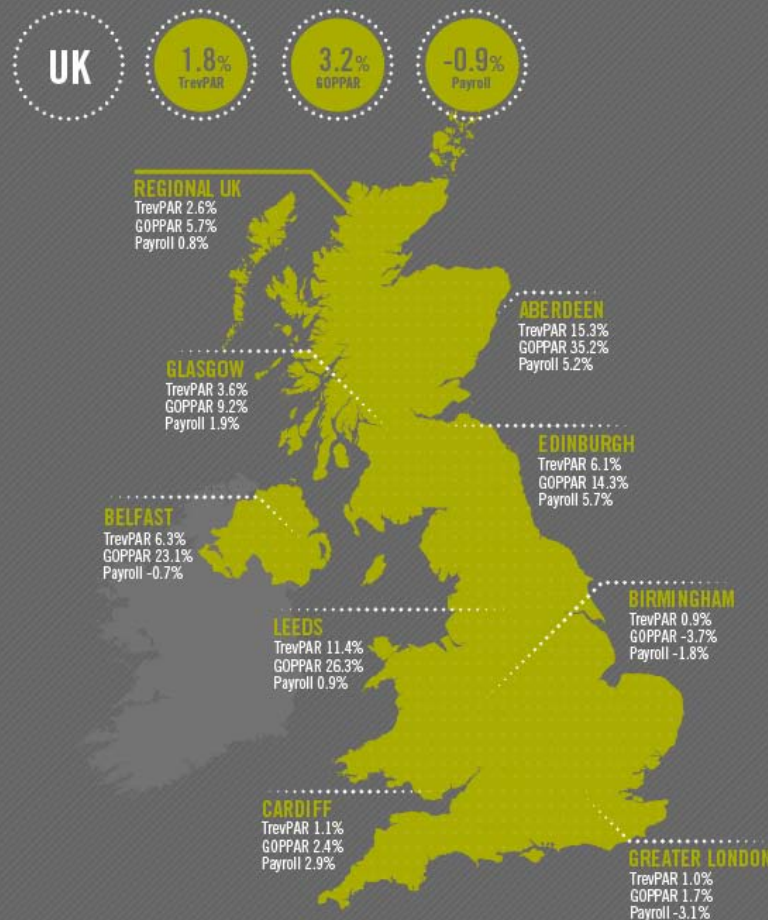 UK
1.8%
TrevPAR
3.2%
GOPPAR
-0.9%
Payroll
REGIONAL UK
TrevPAR 2.6%
GOPPAR 5.7%
Payroll 0.8%
ABERDEEN
TrevPAR 15.3%
GOPPAR 35.2%
Payroll 5.2%
GLASGOW
TrevPAR 3.6%
GOPPAR 9.2%
Payroll 1.9%
EDINBURGH
TrevPAR 6.1%
GOPPAR 14.3%
Payroll 5.7%
BELFAST
TrevPAR 6.3%
GOPPAR 23.1%
Payroll -0.7%
BIRMINGHAM
TrevPAR 0.9%
GOPPAR -3.7%
Payroll -1.8%
LEEDS
TrevPAR 11.4%
GOPPAR 26.3%
Payroll 0.9%
CARDIFF
TrevPAR 1.1%
GOPPAR 2.4%
Payroll 2.9%
GREATER LONDON
TrevPAR 1.0%
GOPPAR 1.7%
Payroll -3.1%